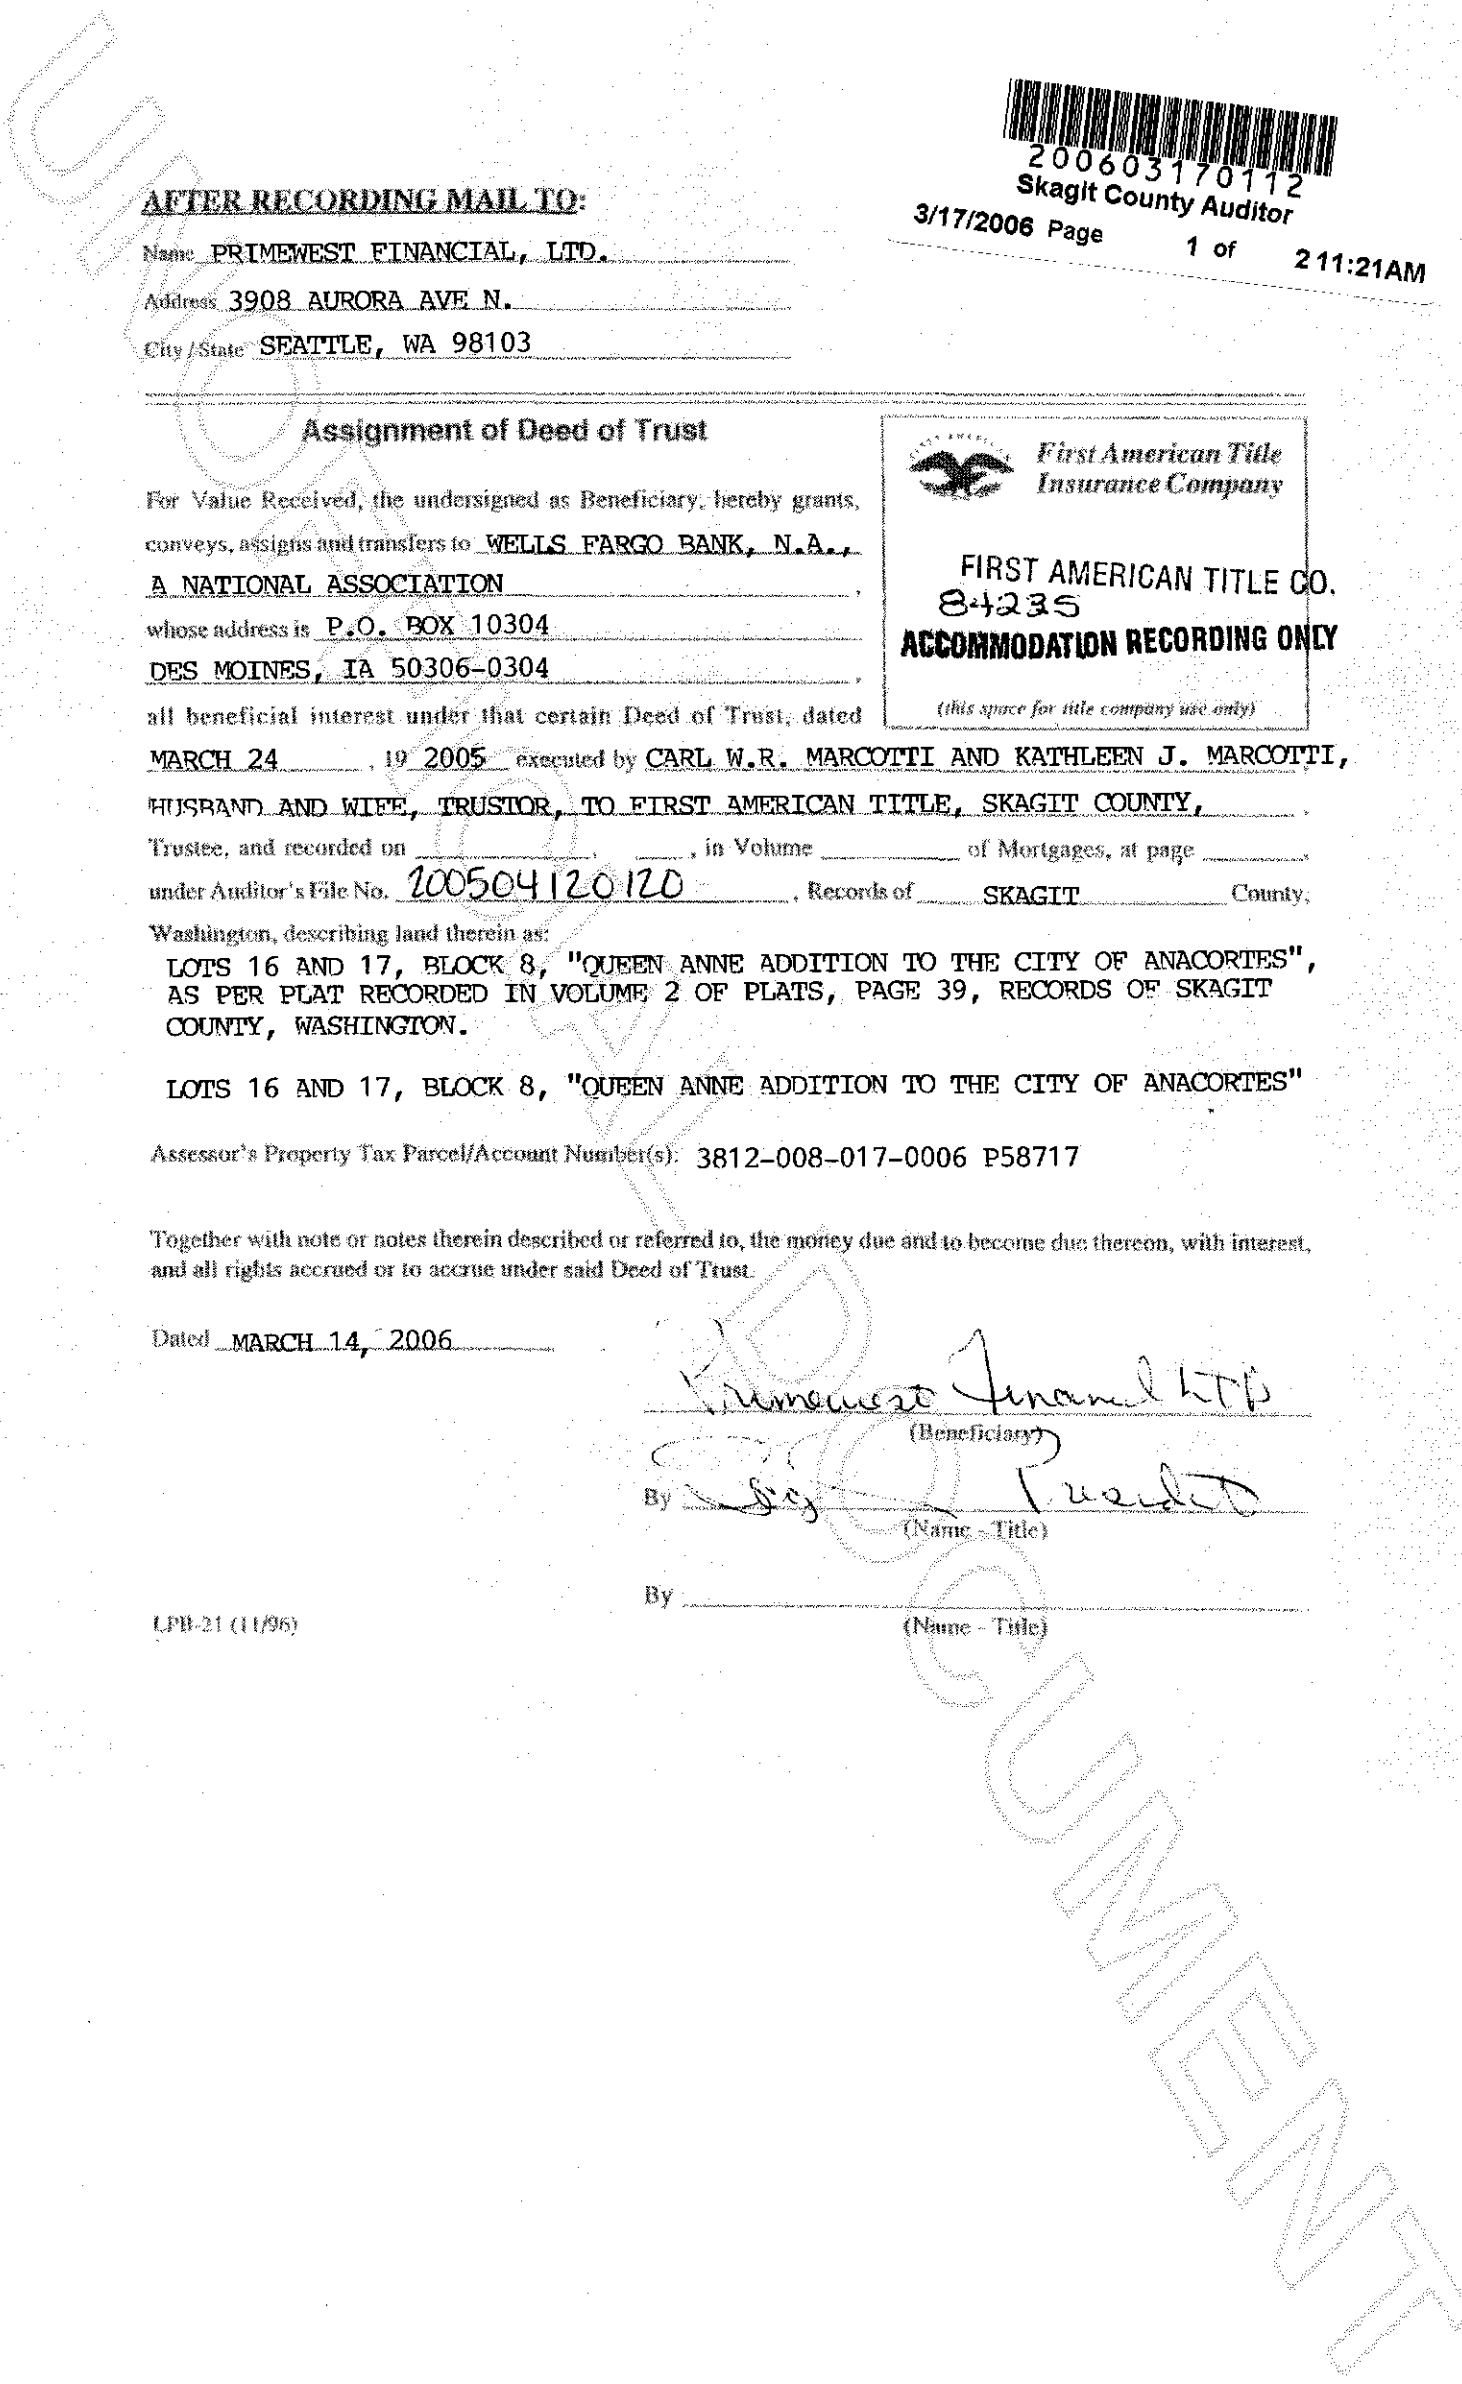 200603170112
Skagit County Auditor
3/17/2006 Page 1 of 2 11:21AM
AFTER RECORDING MAIL TO:
Name PRIMEWEST FINANCIAL, LTD.
Address 3908 AURORA AVE N.
City / State SEATTLE, WA 98103
Assignment of Deed of Trust
For Value Received, the undersigned as Beneficiary, hereby grants,
conveys, assigns and transfers to WELLS FARGO BANK, N.A.,
A NATIONAL ASSOCIATION ,
whose address is P.O. BOX 10304
DES MOINES, IA 50306-0304 ,
all beneficial interest under that certain Deed of Trust, dated
First American Title
Insurance Company
FIRST AMERICAN TITLE CO.
84235
ACCOMMODATION RECORDING ONLY
(this space for title company use only)
MARCH 24 , 19 2005 executed by CARL W.R. MARCOTTI AND KATHLEEN J. MARCOTTI,
HUSBAND AND WIFE, TRUSTOR, TO FIRST AMERICAN TITLE, SKAGIT COUNTY, ,
Trustee, and recorded on , , in Volume of Mortgages, at page ,
under Auditor's File No. 200504120120 , Records of SKAGIT County,
Washington, describing land therein as:
LOTS 16 AND 17, BLOCK 8, "QUEEN ANNE ADDITION TO THE CITY OF ANACORTES",
AS PER PLAT RECORDED IN VOLUME 2 OF PLATS, PAGE 39, RECORDS OF SKAGIT
COUNTY, WASHINGTON.
LOTS 16 AND 17, BLOCK 8, "QUEEN ANNE ADDITION TO THE CITY OF ANACORTES"
Assessor's Property Tax Parcel/Account Number(s): 3812-008-017-0006 P58717
Together with note or notes therein described or referred to, the money due and to become due thereon, with interest,
and all rights accrued or to accrue under said Deed of Trust.
Dated MARCH 14, 2006
Primewest Financial LTD
(Beneficiary)
By President
(Name - Title)
By
(Name - Title)
LPB-21 (11/96)
UNOFFICIAL DOCUMENT